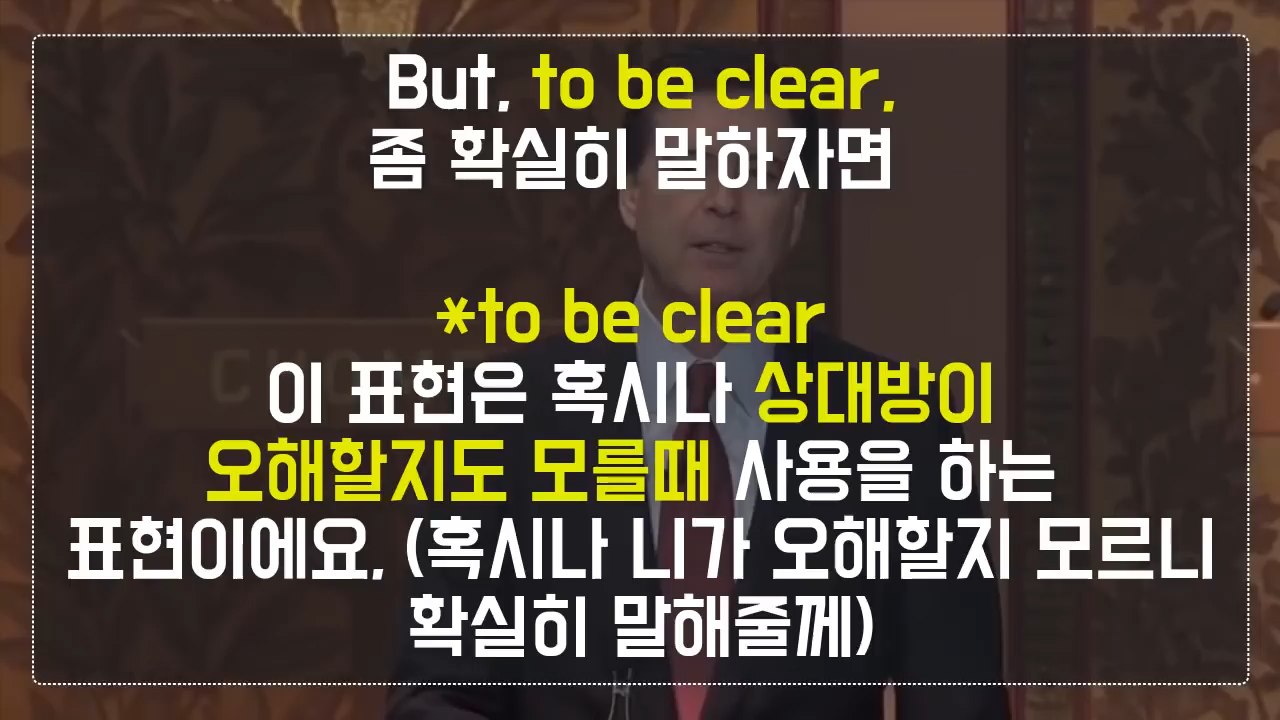 But, to be clear,
좀 확실히 말하자면
*to be clear
이 표현은 혹시나 상대방이
오해할지도 모를때 사용을 하는
표현이에요, (혹시나 니가 오해할지 모르니
확실히 말해줄께)